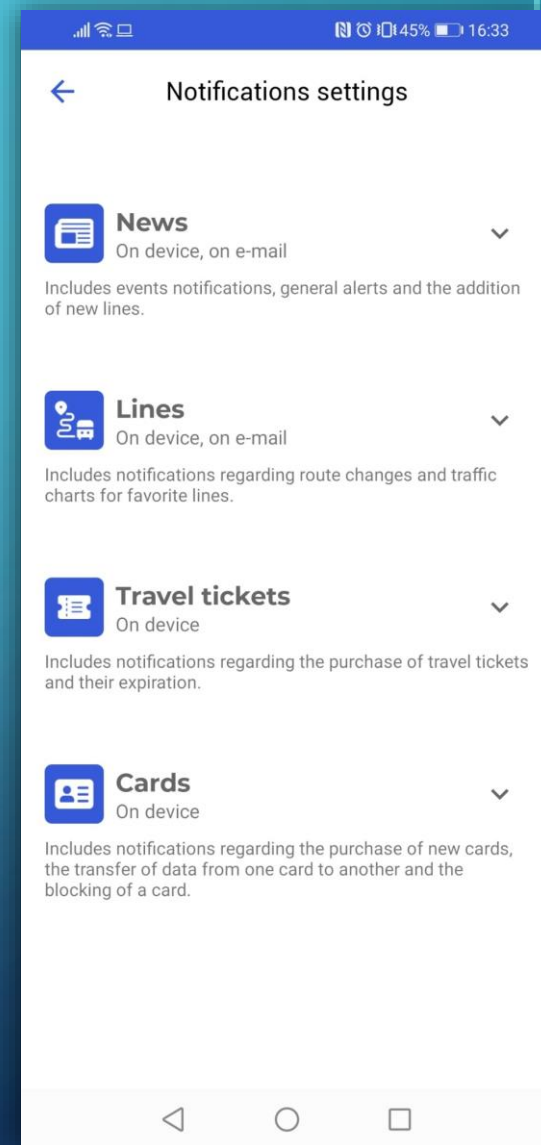 45% 16:33
Notifications settings
News
On device, on e-mail
Includes events notifications, general alerts and the addition
of new lines.
Lines
On device, on e-mail
Includes notifications regarding route changes and traffic
charts for favorite lines.
Travel tickets
On device
Includes notifications regarding the purchase of travel tickets
and their expiration.
Cards
On device
Includes notifications regarding the purchase of new cards,
the transfer of data from one card to another and the
blocking of a card.